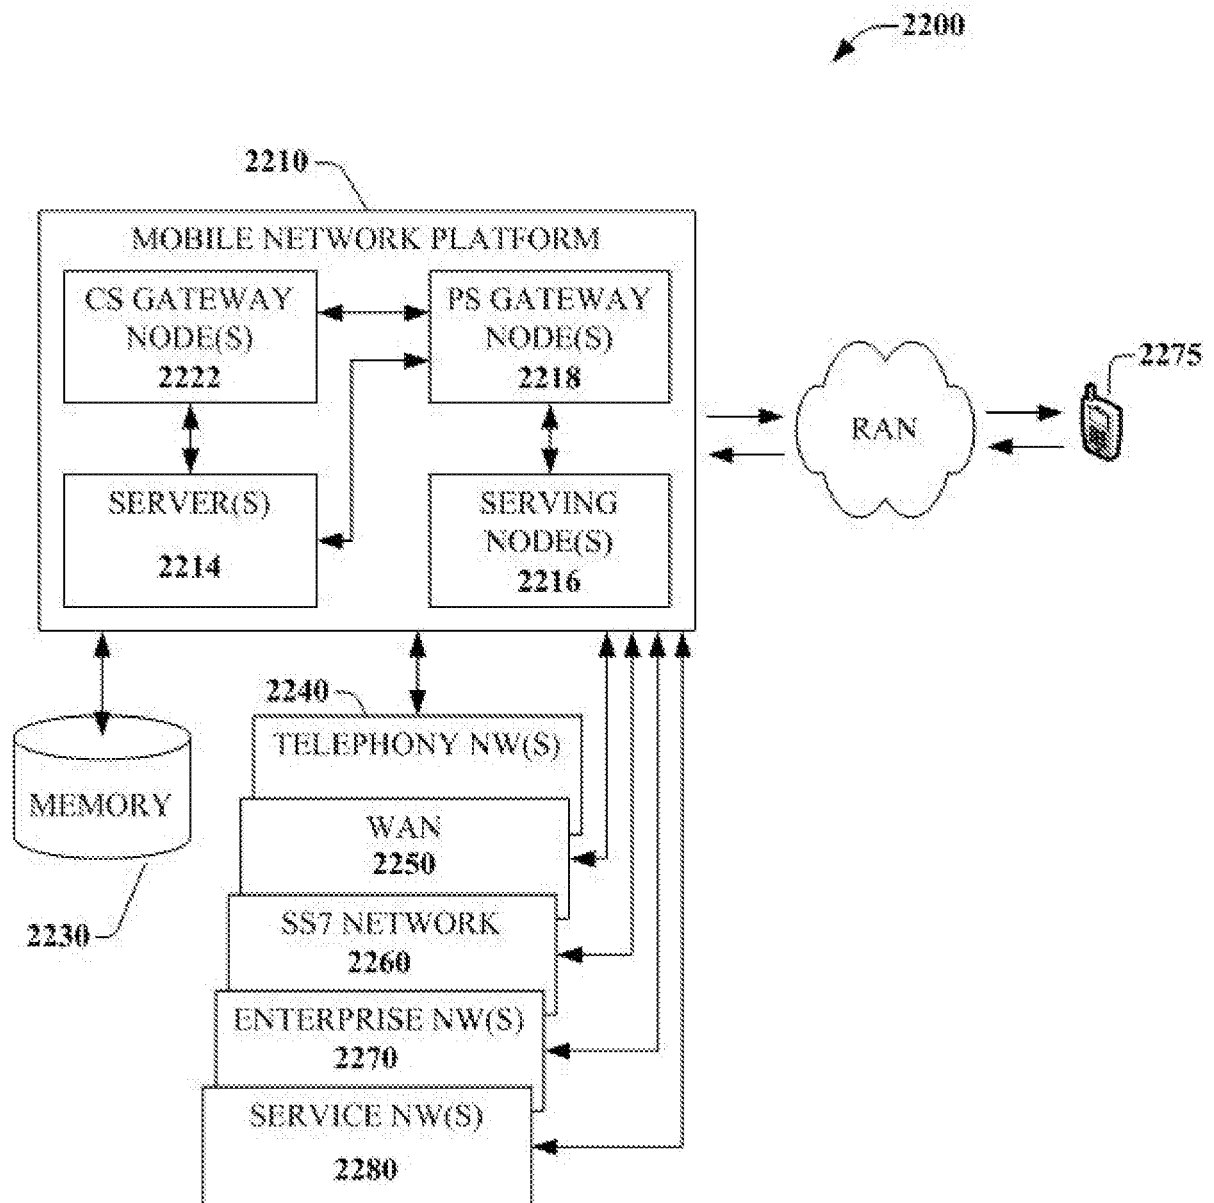 2200
2210
MOBILE NETWORK PLATFORM
CS GATEWAY
NODE(S)
2222
PS GATEWAY
NODE(S)
2218
2275
RAN
SERVER(S)
2214
SERVING
NODE(S)
2216
2240
TELEPHONY NW(S)
MEMORY
WAN
2250
2230
SS7 NETWORK
2260
ENTERPRISE NW(S)
2270
SERVICE NW(S)
2280